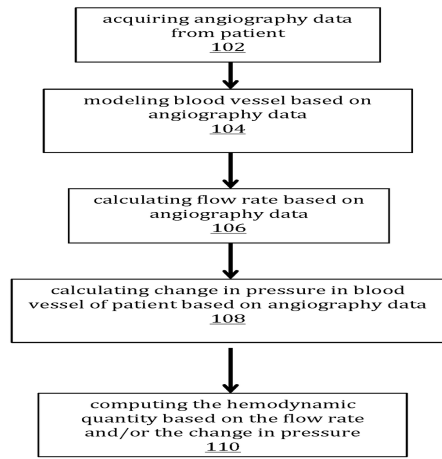 acquiring angiography data
from patient
102
modeling blood vessel based on
angiography data
104
calculating flow rate based on
angiography data
106
calculating change in pressure in blood
vessel of patient based on angiography data
108
computing the hemodynamic
quantity based on the flow rate
and/or the change in pressure
110